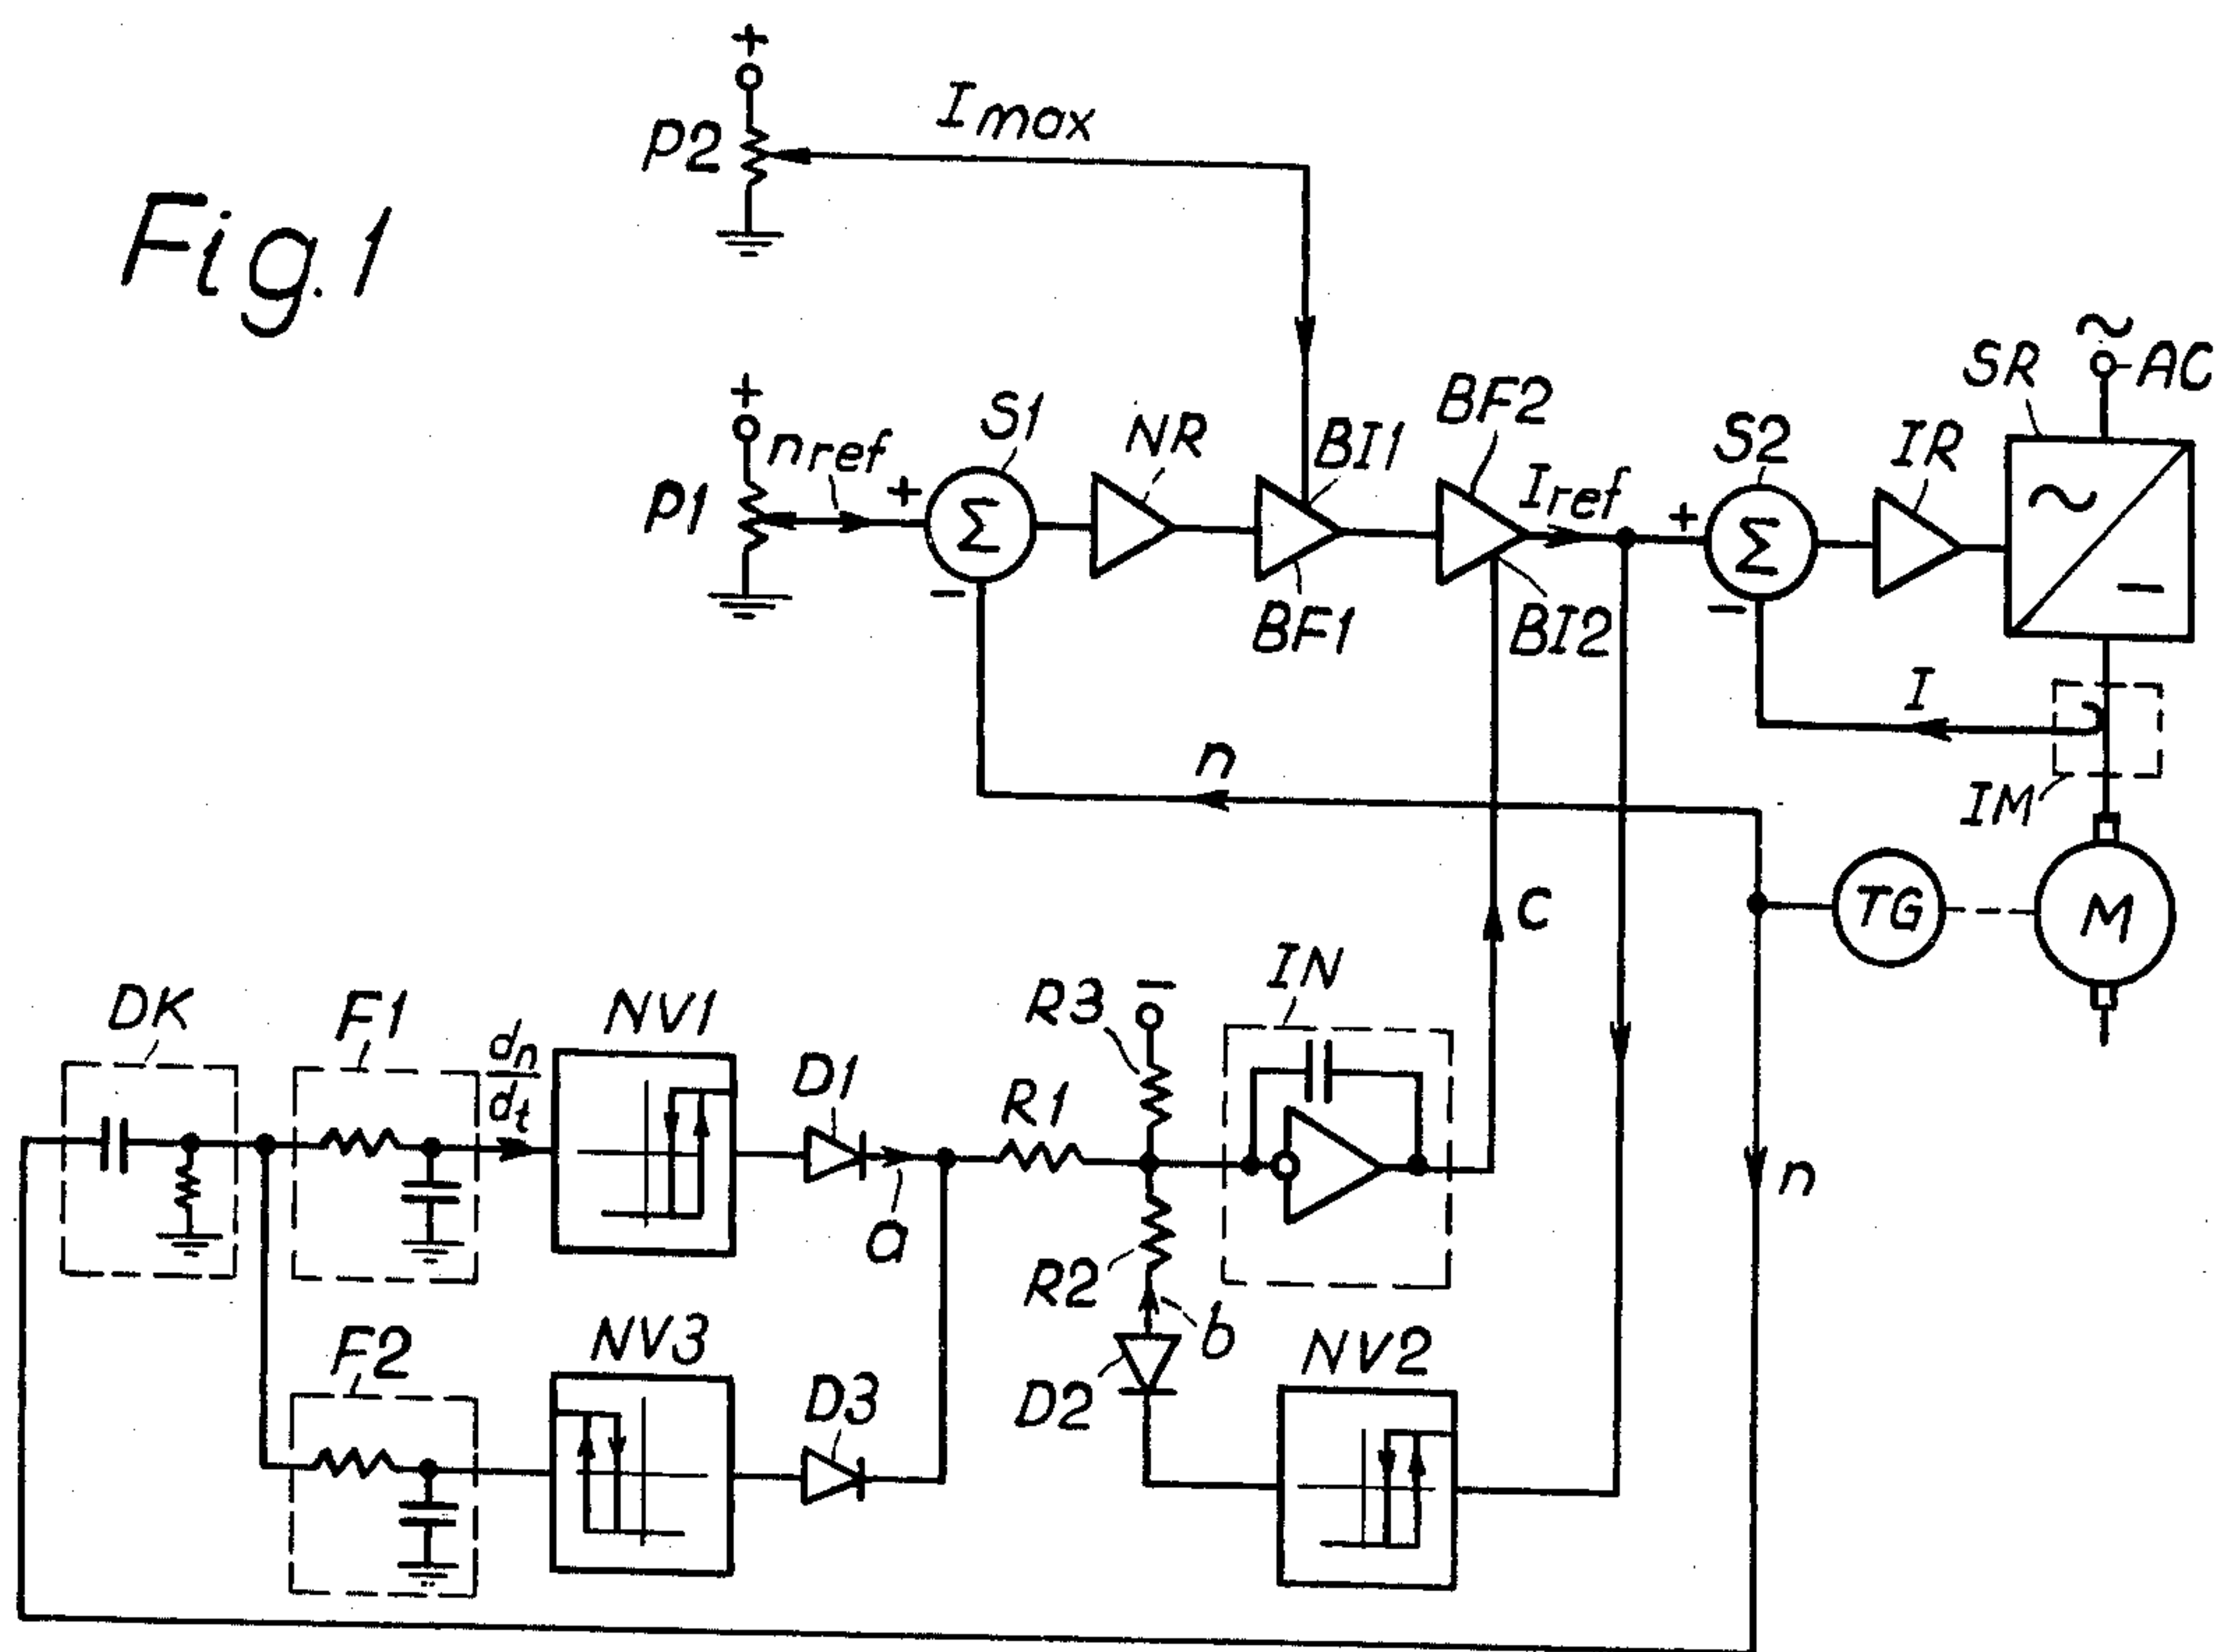 Fig. 1
+
P2
Imax
+
P1
nref
+
S1
Σ
−
NR
BI1
BF1
BF2
Iref
BI2
+
S2
Σ
−
IR
SR
~
AC
~
−
I
IM
n
TG
M
C
n
DK
F1
dn
dt
NV1
D1
a
R1
R3
−
IN
R2
b
D2
NV2
F2
NV3
D3